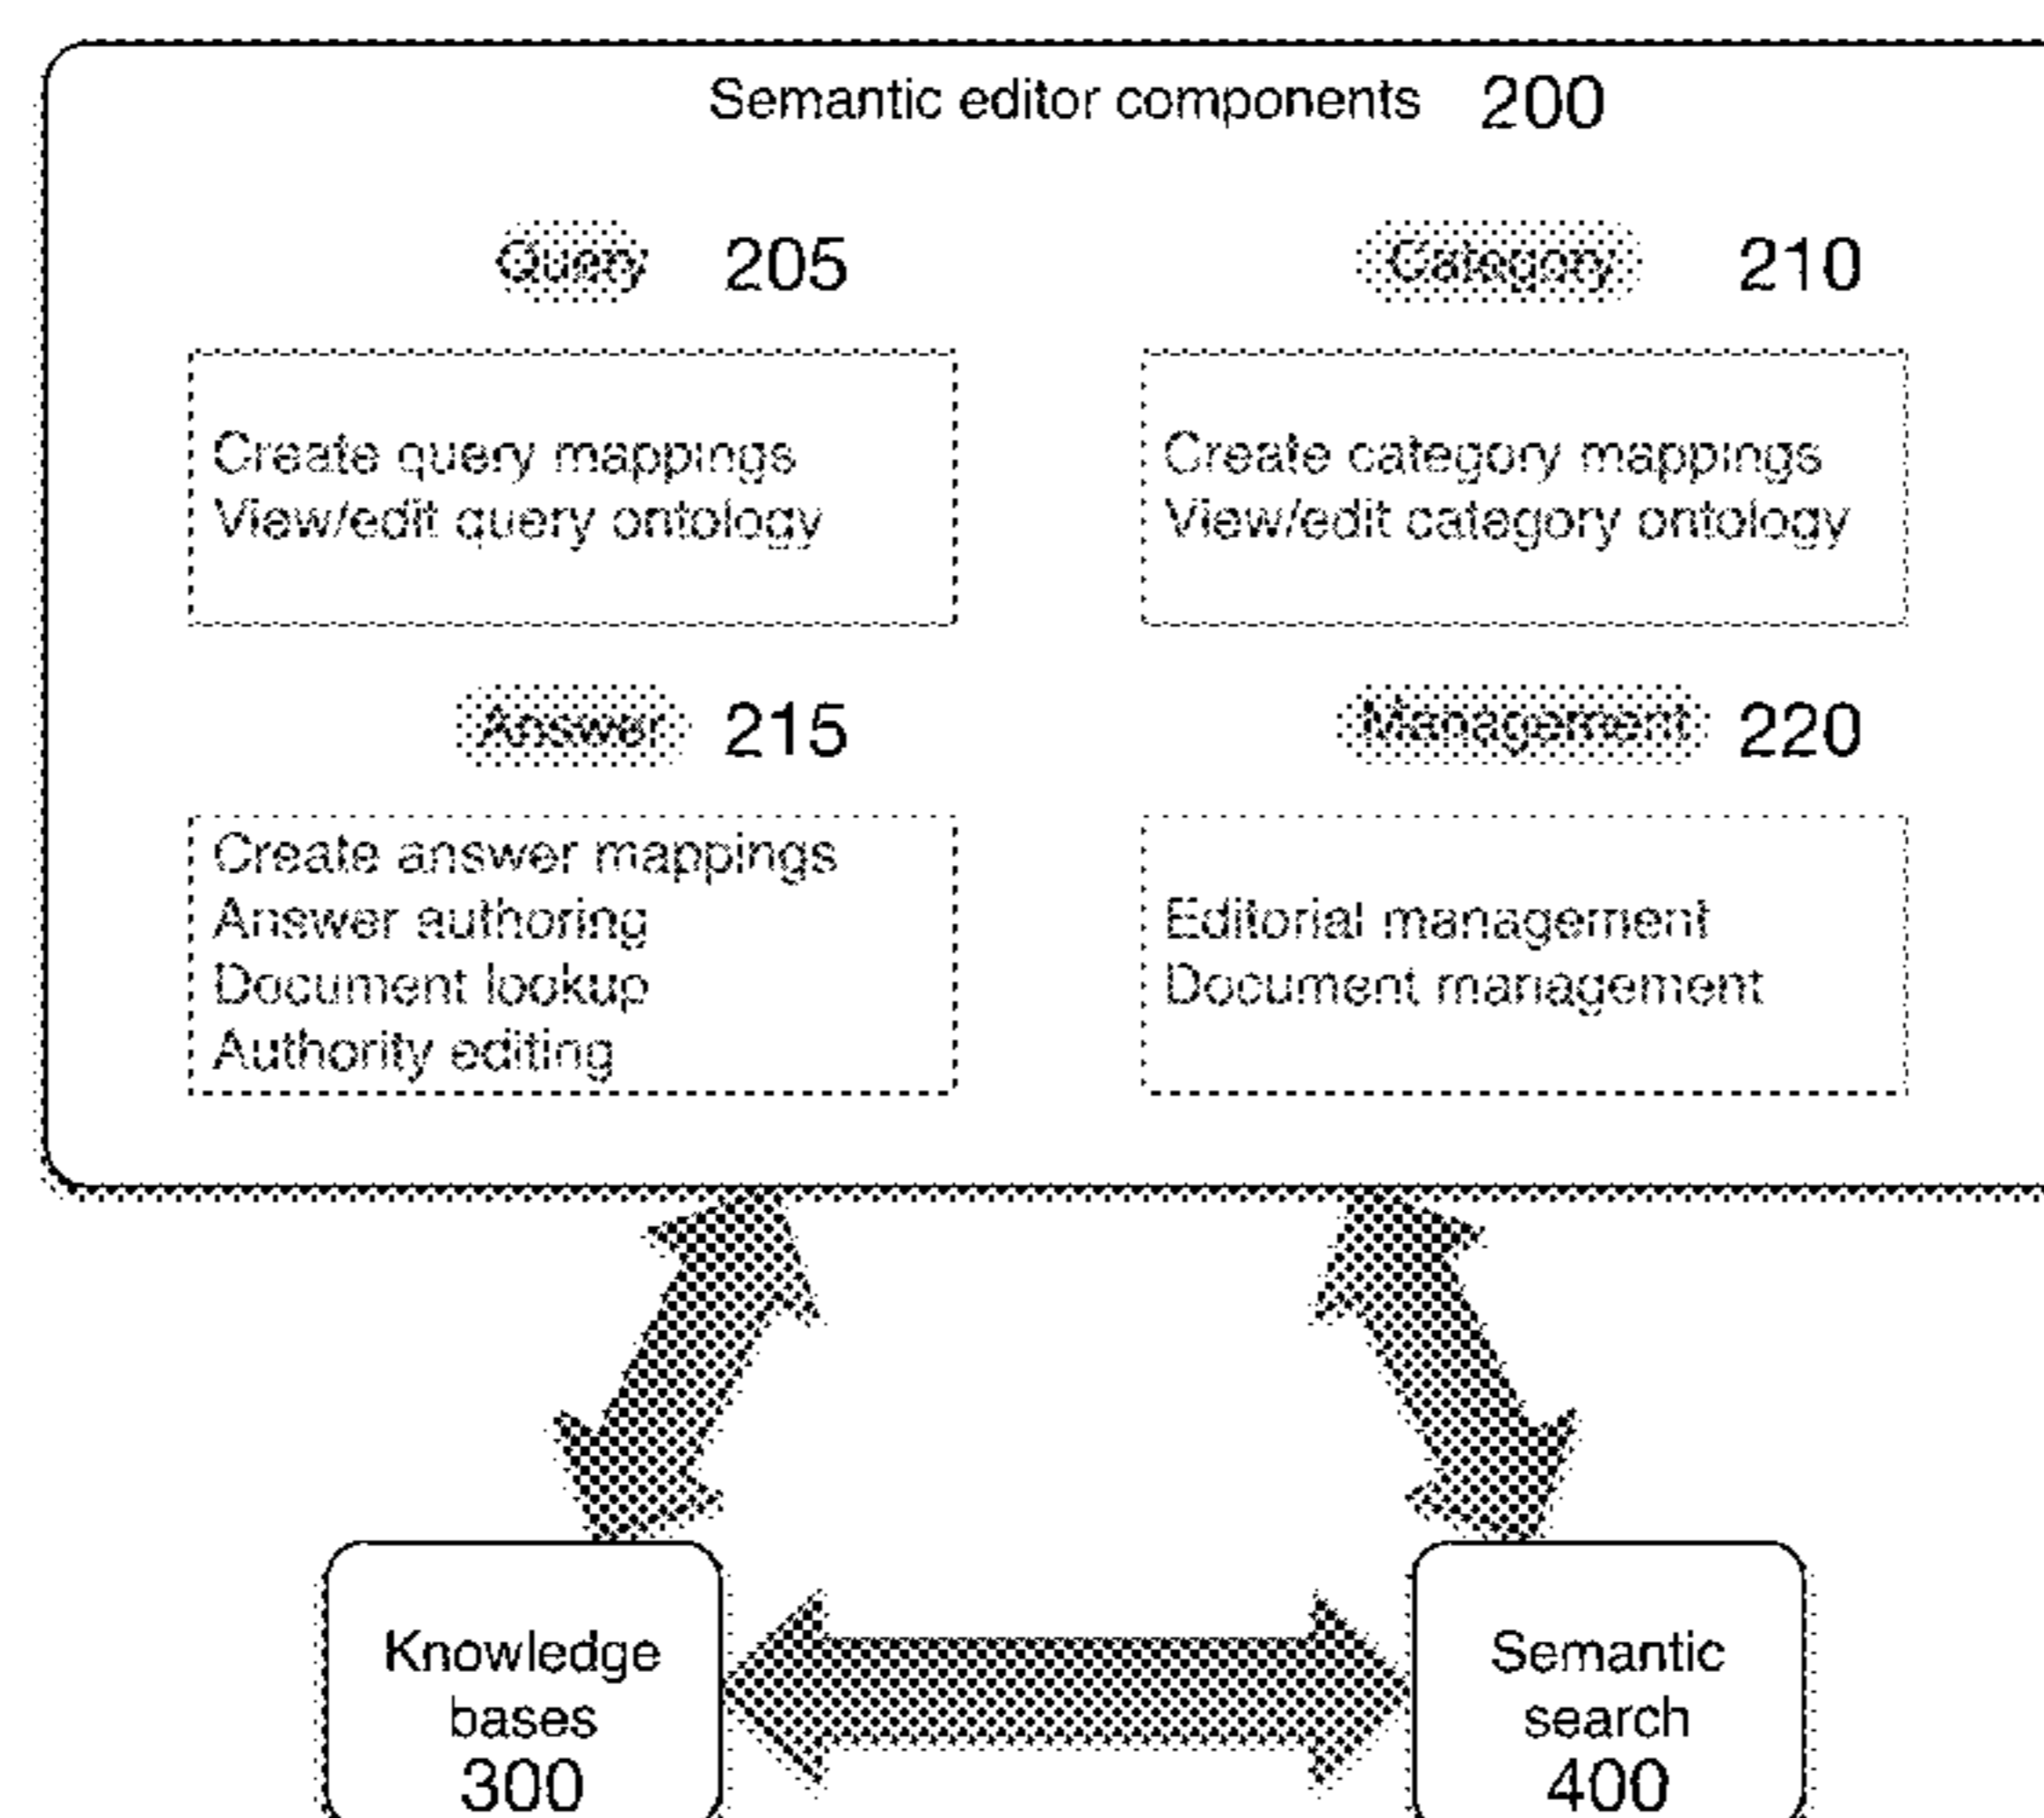 Semantic editor components 200
Query 205
Category 210
Create query mappings
View/edit query ontology
Create category mappings
View/edit category ontology
Answer 215
Management 220
Create answer mappings
Answer authoring
Document lookup
Authority editing
Editorial management
Document management
Knowledge
bases
300
Semantic
search
400